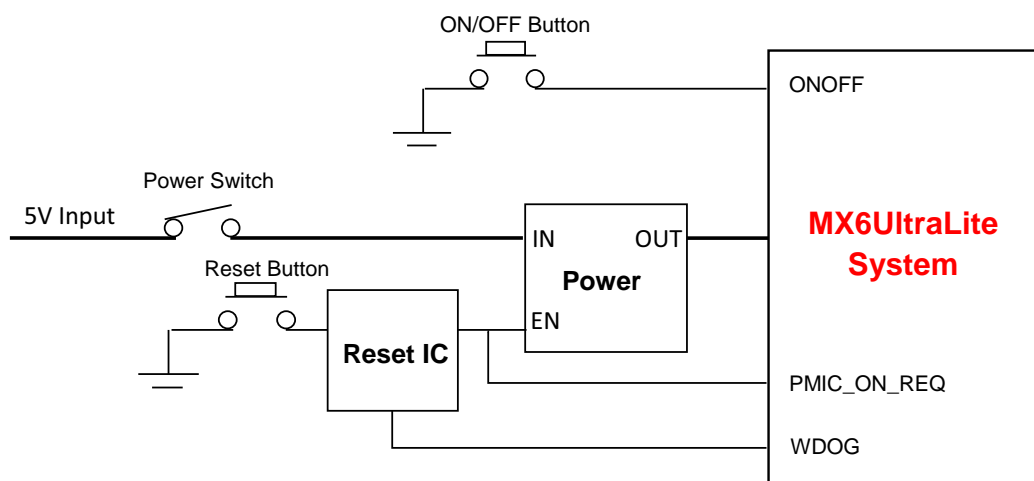 ON/OFF Button
ONOFF
Power Switch
5V Input
IN
OUT
MX6UltraLite
System
Reset Button
Power
EN
Reset IC
PMIC_ON_REQ
WDOG